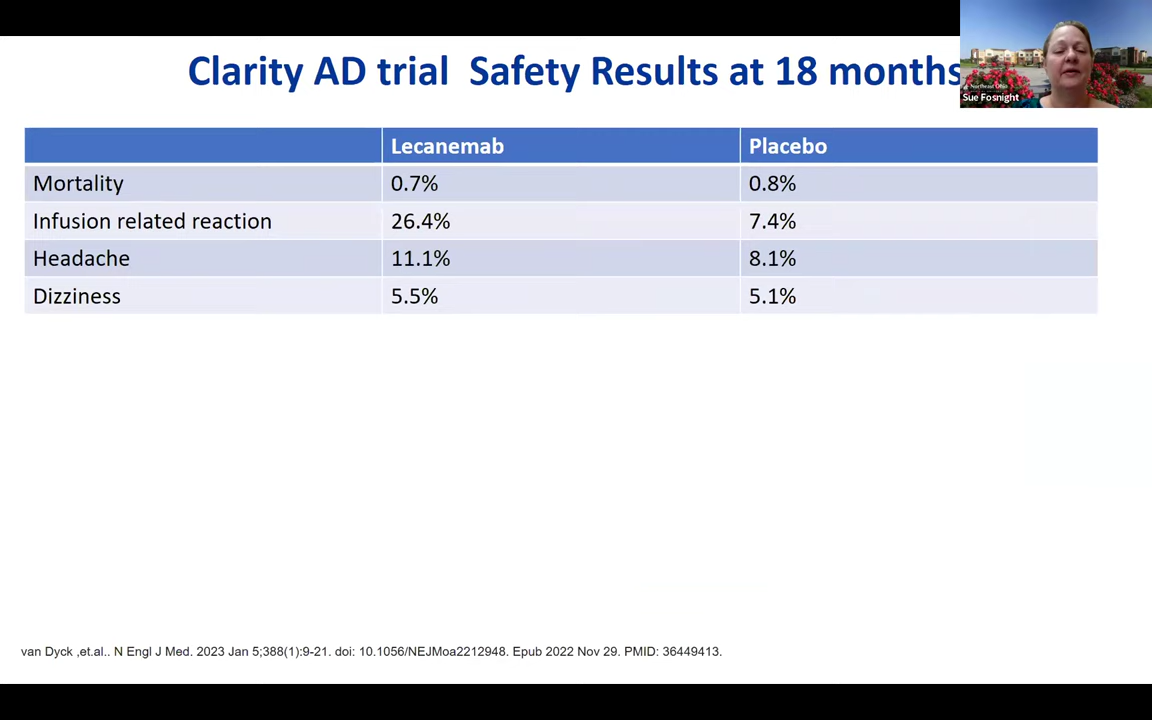 Clarity AD trial Safety Results at 18 months
Northeast Ohio
Sue Fosnight
Lecanemab Placebo
Mortality 0.7% 0.8%
Infusion related reaction 26.4% 7.4%
Headache 11.1% 8.1%
Dizziness 5.5% 5.1%
van Dyck ,et.al.. N Engl J Med. 2023 Jan 5;388(1):9-21. doi: 10.1056/NEJMoa2212948. Epub 2022 Nov 29. PMID: 36449413.